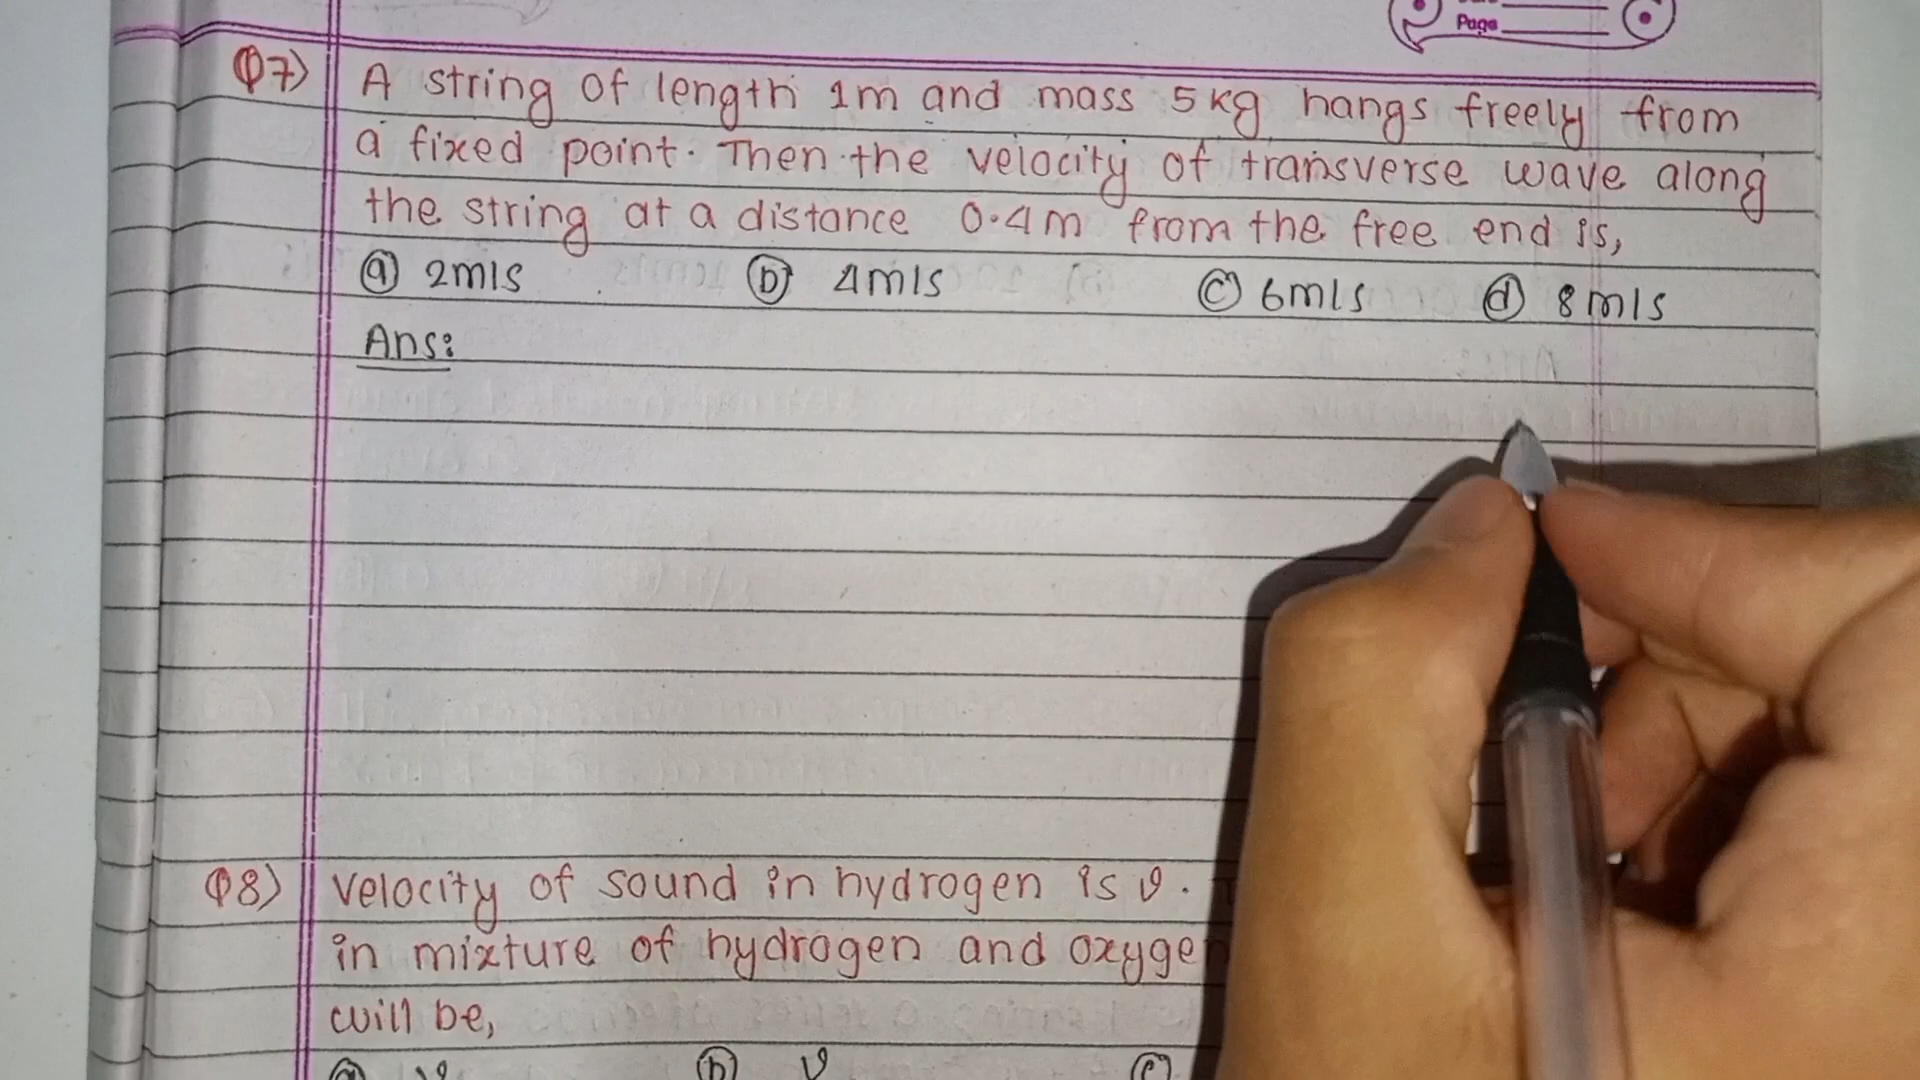 Page
Q7) A string of length 1m and mass 5kg hangs freely from
a fixed point. Then the velocity of transverse wave along
the string at a distance 0.4m from the free end is,
(a) 2m/s (b) 4m/s (c) 6m/s (d) 8m/s
Ans:
Q8) Velocity of sound in hydrogen is v.
in mixture of hydrogen and
will be,
(a) (b) v (c)